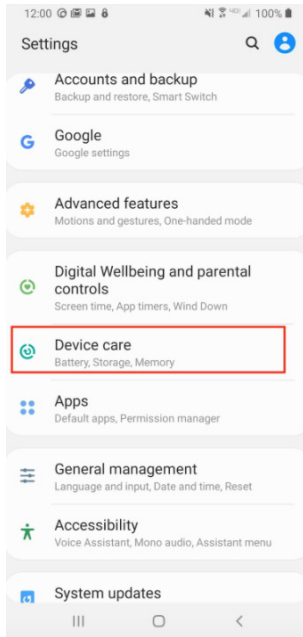 12:00
100%
Settings
Accounts and backup
Backup and restore, Smart Switch
Google
Google settings
Advanced features
Motions and gestures, One-handed mode
Digital Wellbeing and parental
controls
Screen time, App timers, Wind Down
Device care
Battery, Storage, Memory
Apps
Default apps, Permission manager
General management
Language and input, Date and time, Reset
Accessibility
Voice Assistant, Mono audio, Assistant menu
System updates